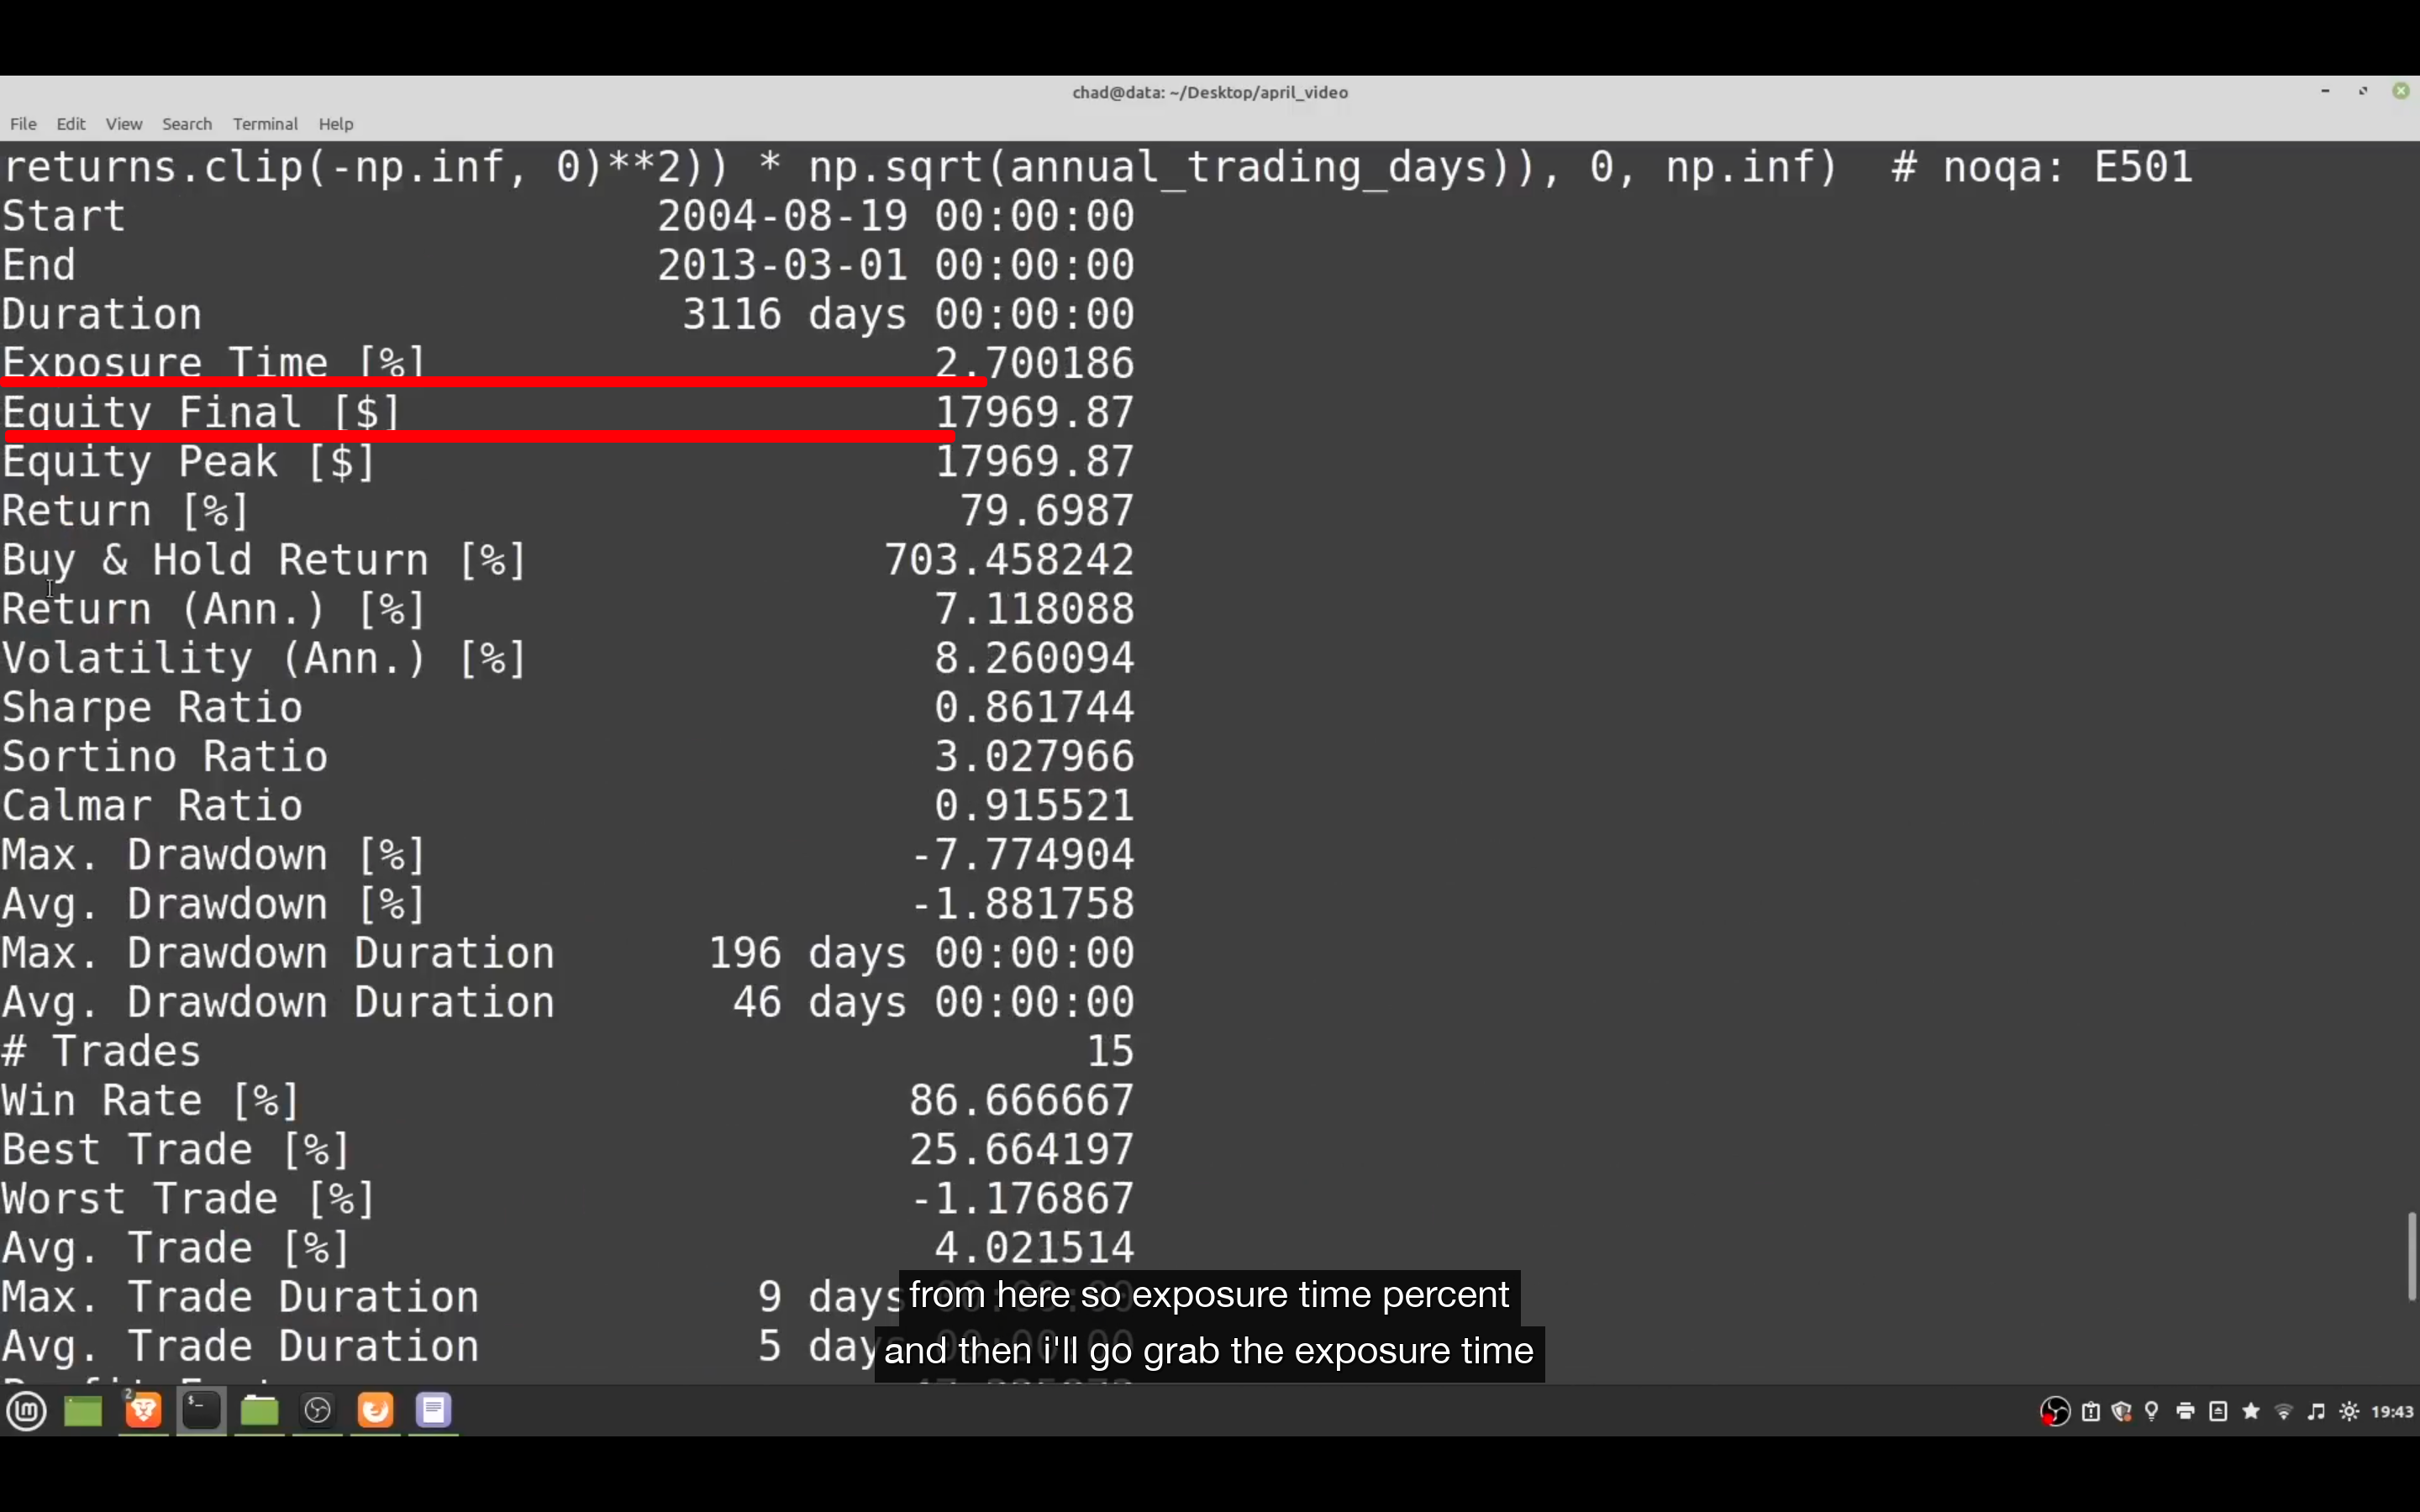 chad@data: ~/Desktop/april_video
File Edit View Search Terminal Help
returns.clip(-np.inf, 0)**2)) * np.sqrt(annual_trading_days)), 0, np.inf)  # noqa: E501
Start 2004-08-19 00:00:00
End 2013-03-01 00:00:00
Duration 3116 days 00:00:00
Exposure Time [%] 2.700186
Equity Final [$] 17969.87
Equity Peak [$] 17969.87
Return [%] 79.6987
Buy & Hold Return [%] 703.458242
Return (Ann.) [%] 7.118088
Volatility (Ann.) [%] 8.260094
Sharpe Ratio 0.861744
Sortino Ratio 3.027966
Calmar Ratio 0.915521
Max. Drawdown [%] -7.774904
Avg. Drawdown [%] -1.881758
Max. Drawdown Duration 196 days 00:00:00
Avg. Drawdown Duration 46 days 00:00:00
# Trades 15
Win Rate [%] 86.666667
Best Trade [%] 25.664197
Worst Trade [%] -1.176867
Avg. Trade [%] 4.021514
Max. Trade Duration 9 days
from here so exposure time percent
Avg. Trade Duration 5
and then i'll go grab the exposure time
2
19:43